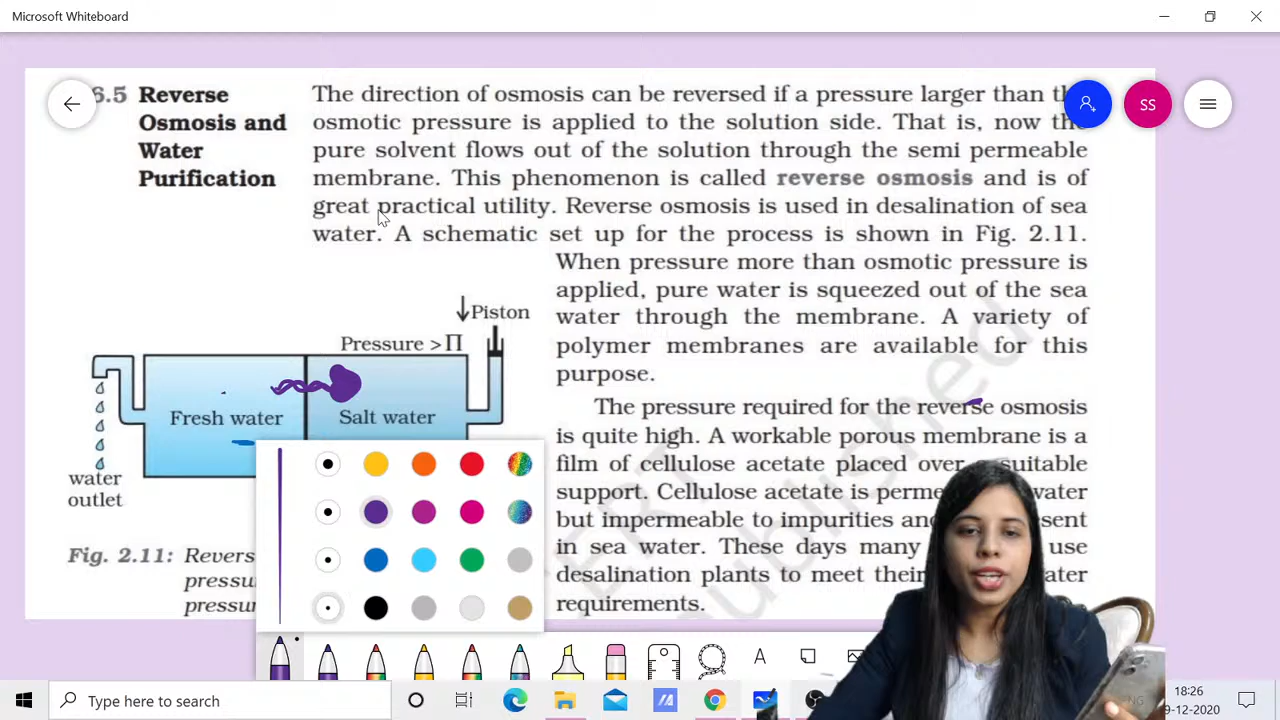 Microsoft Whiteboard
6.5 Reverse
Osmosis and
Water
Purification
The direction of osmosis can be reversed if a pressure larger than
osmotic pressure is applied to the solution side. That is, now the
pure solvent flows out of the solution through the semi permeable
membrane. This phenomenon is called reverse osmosis and is of
great practical utility. Reverse osmosis is used in desalination of sea
water. A schematic set up for the process is shown in Fig. 2.11.
When pressure more than osmotic pressure is
applied, pure water is squeezed out of the sea
water through the membrane. A variety of
polymer membranes are available for this
purpose.
The pressure required for the reverse osmosis
is quite high. A workable porous membrane is a
film of cellulose acetate placed over suitable
support. Cellulose acetate is water
but impermeable to impurities and
in sea water. These days many use
desalination plants to meet their
requirements.
SS
Piston
Pressure > Π
Fresh water
Salt water
water
outlet
Fig. 2.11:
A
Type here to search
18:26
published